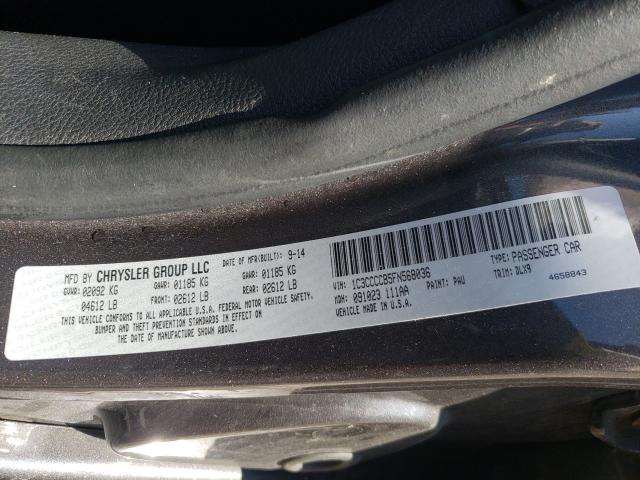 MFD BY CHRYSLER GROUP LLC
DATE OF MFR(BUILT): 9-14
GVWR: 02092 KG GAWR: 01185 KG GAWR: 01185 KG
04612 LB FRONT: 02612 LB REAR: 02612 LB
THIS VEHICLE CONFORMS TO ALL APPLICABLE U.S.A. FEDERAL MOTOR VEHICLE SAFETY,
BUMPER AND THEFT PREVENTION STANDARDS IN EFFECT ON
THE DATE OF MANUFACTURE SHOWN ABOVE.
VIN: 1C3CCCCB5FN568036 TYPE: PASSENGER CAR
MDH: 091023 111AA PAINT: PAU TRIM: DLX9
VEHICLE MADE IN U.S.A. 4658843